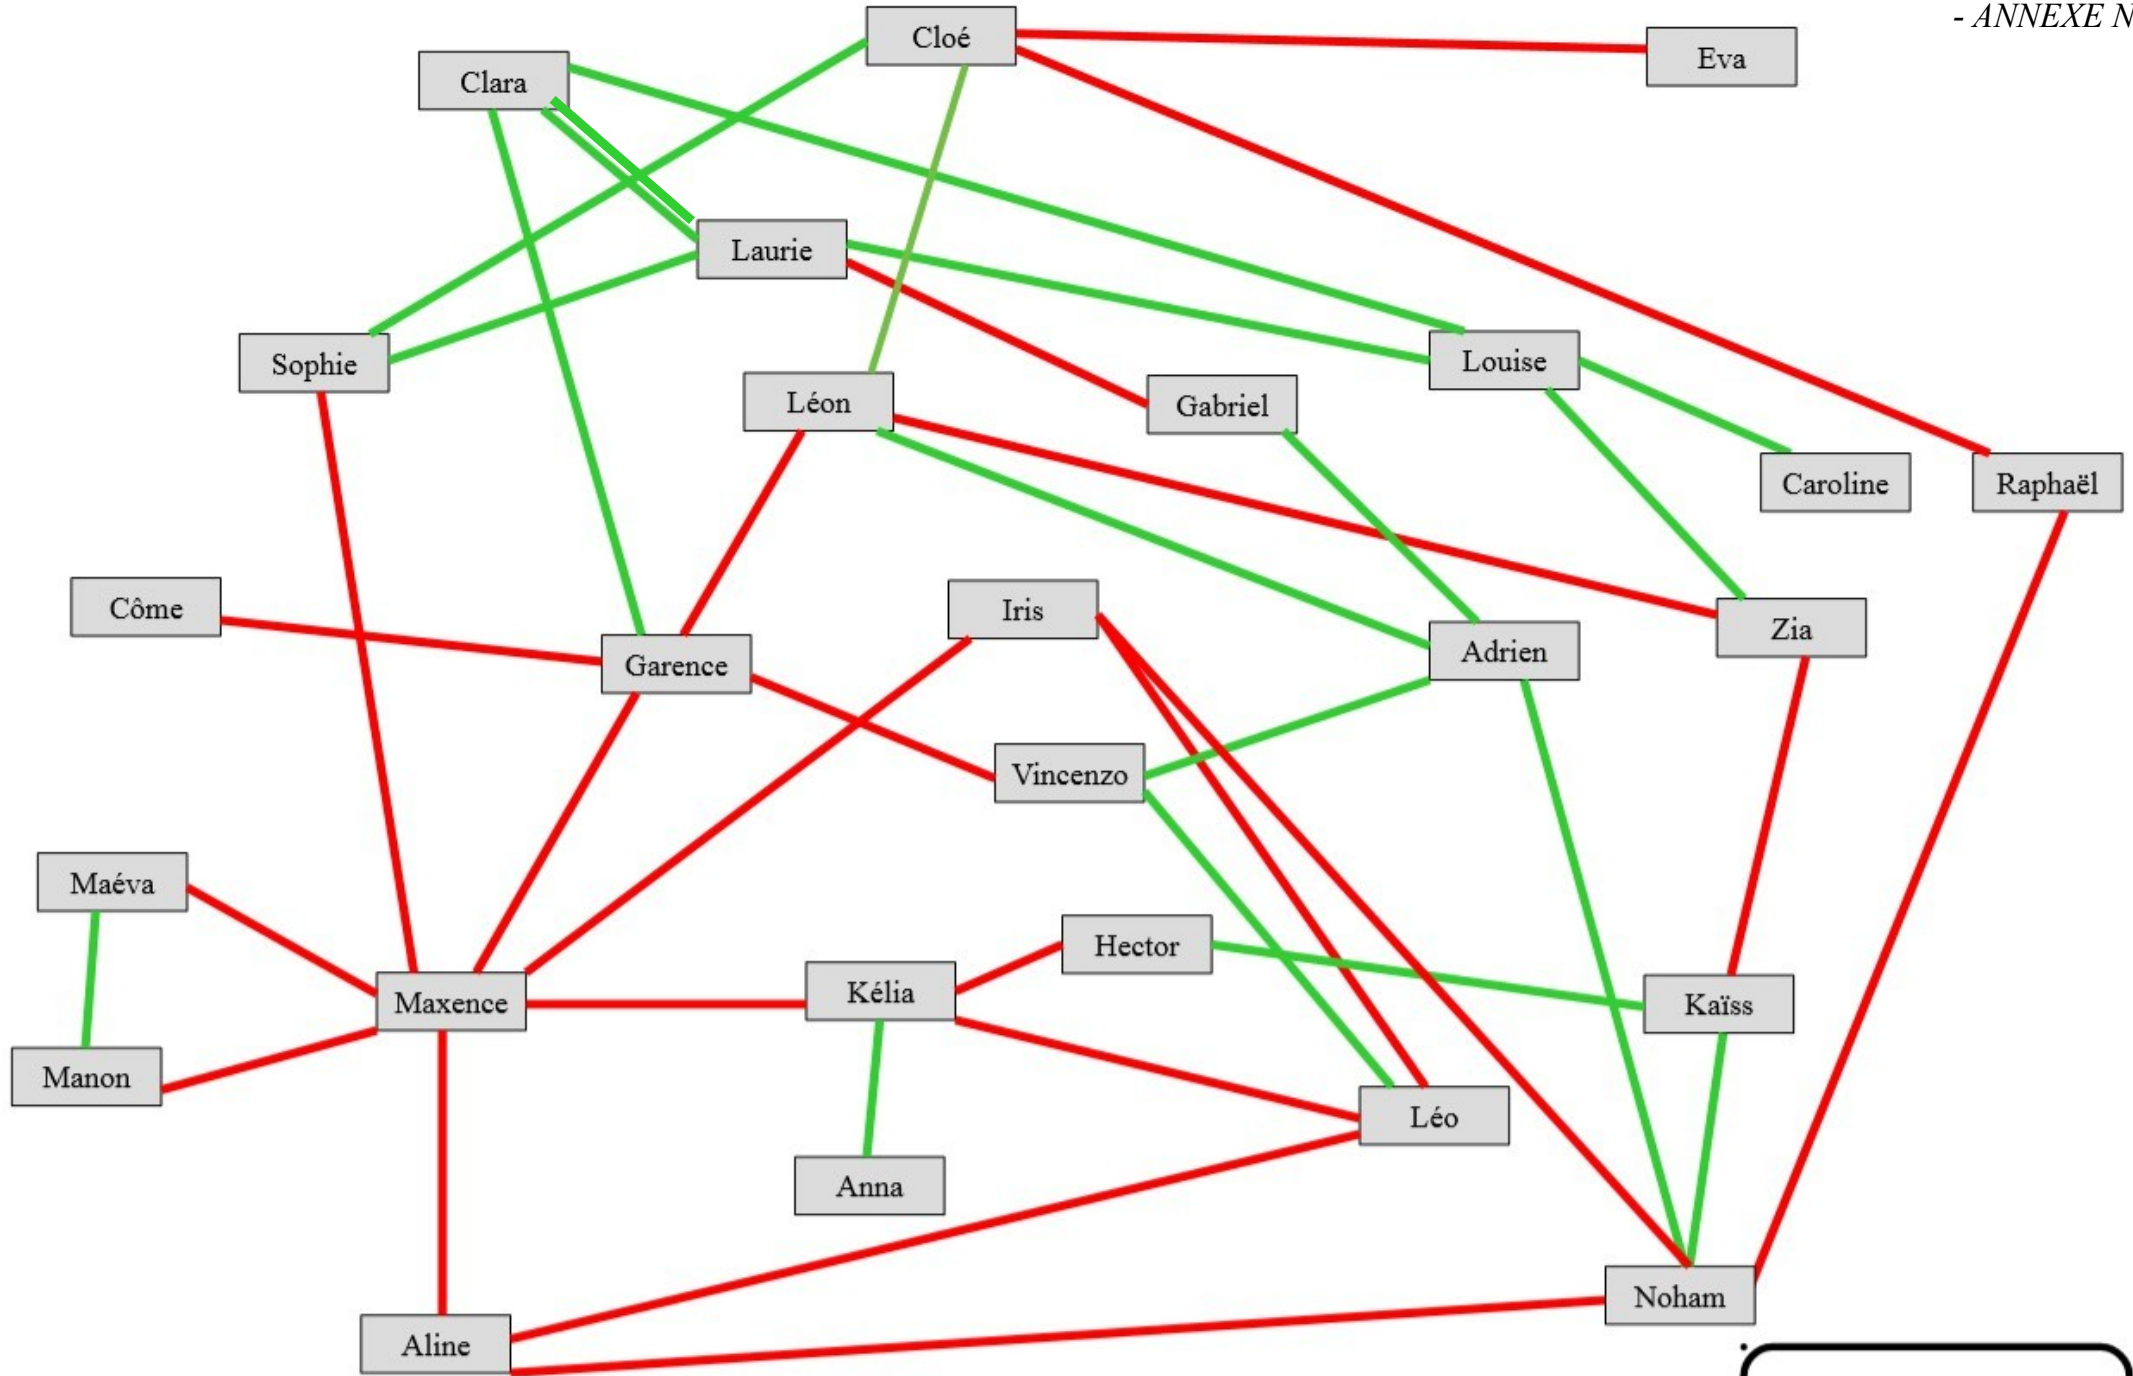 - ANNEXE N
Cloé
Eva
Clara
Laurie
Sophie
Louise
Léon
Gabriel
Caroline
Raphaël
Côme
Iris
Zia
Adrien
Garence
Vincenzo
Maéva
Hector
Kélia
Maxence
Kaïss
Manon
Léo
Anna
Noham
Aline